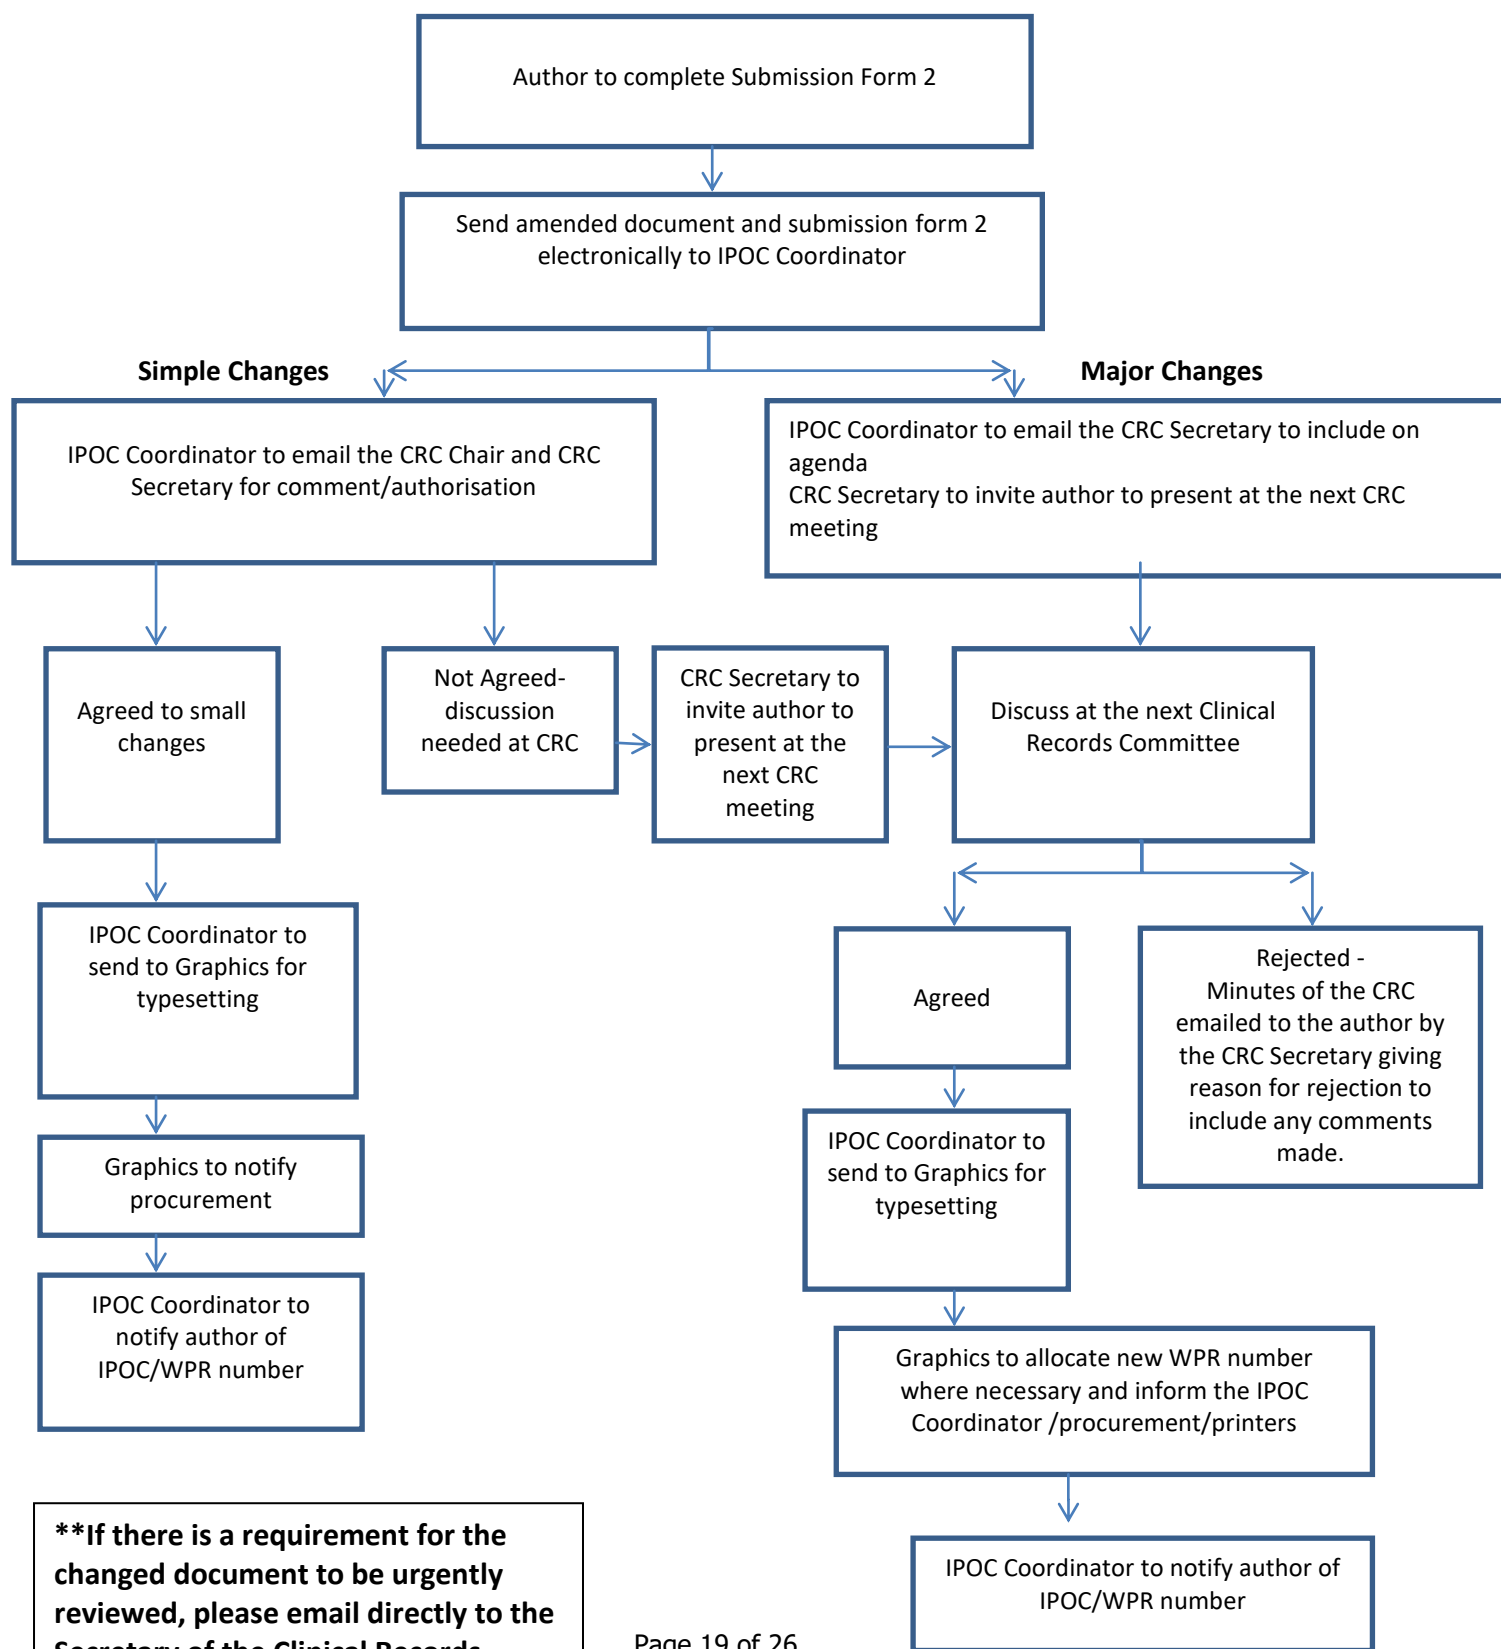 Author to complete Submission Form 2
Send amended document and submission form 2
electronically to IPOC Coordinator
Simple Changes
Major Changes
IPOC Coordinator to email the CRC Chair and CRC
Secretary for comment/authorisation
IPOC Coordinator to email the CRC Secretary to include on
agenda
CRC Secretary to invite author to present at the next CRC
meeting
Agreed to small
changes
Not Agreed-
discussion
needed at CRC
CRC Secretary to
invite author to
present at the
next CRC
meeting
Discuss at the next Clinical
Records Committee
IPOC Coordinator to
send to Graphics for
typesetting
Agreed
Rejected -
Minutes of the CRC
emailed to the author by
the CRC Secretary giving
reason for rejection to
include any comments
made.
Graphics to notify
procurement
IPOC Coordinator to
send to Graphics for
typesetting
IPOC Coordinator to
notify author of
IPOC/WPR number
Graphics to allocate new WPR number
where necessary and inform the IPOC
Coordinator /procurement/printers
**If there is a requirement for the
changed document to be urgently
reviewed, please email directly to the
Secretary of the Clinical Records
IPOC Coordinator to notify author of
IPOC/WPR number
Page 19 of 26